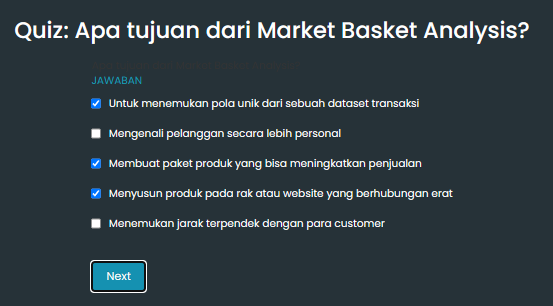 Quiz: Apa tujuan dari Market Basket Analysis?
JAWABAN
Untuk menemukan pola unik dari sebuah dataset transaksi
Mengenali pelanggan secara lebih personal
Membuat paket produk yang bisa meningkatkan penjualan
Menyusun produk pada rak atau website yang berhubungan erat
Menemukan jarak terpendek dengan para customer
Next